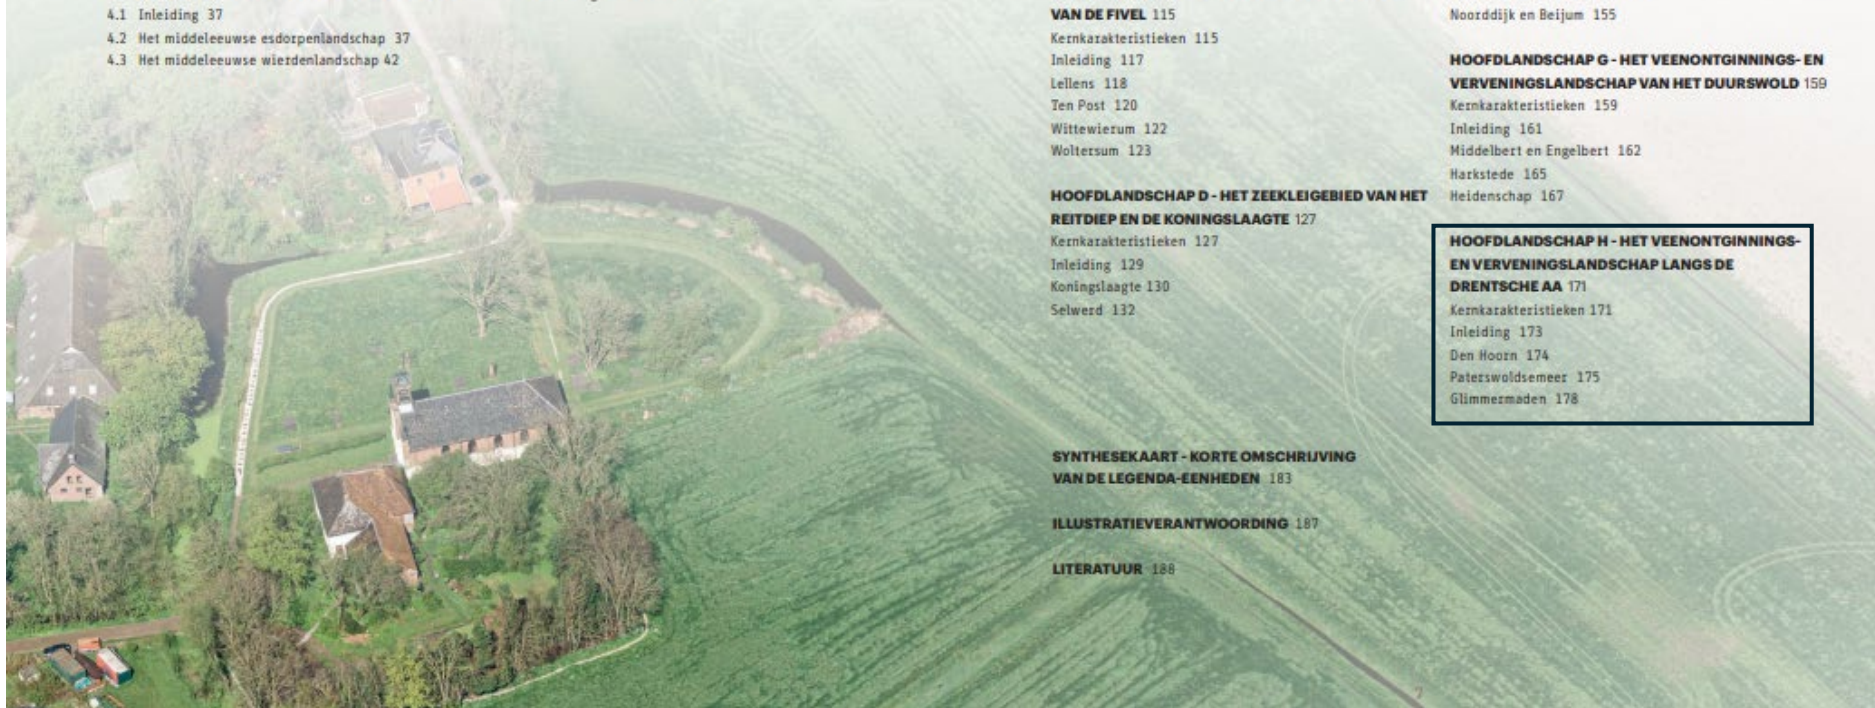 4.1 Inleiding 37
4.2 Het middeleeuwse esdorpenlandschap 37
4.3 Het middeleeuwse wierdenlandschap 42
VAN DE FIVEL 115
Kernkarakteristieken 115
Inleiding 117
Lellens 118
Ten Post 120
Wittewierum 122
Woltersum 123
HOOFDLANDSCHAP D - HET ZEEKLEIGEBIED VAN HET
REITDIEP EN DE KONINGSLAAGTE 127
Kernkarakteristieken 127
Inleiding 129
Koningslaagte 130
Selwerd 132
SYNTHESEKAART - KORTE OMSCHRIJVING
VAN DE LEGENDA-EENHEDEN 183
ILLUSTRATIEVERANTWOORDING 187
LITERATUUR 188
Noorddijk en Beijum 155
HOOFDLANDSCHAP G - HET VEENONTGINNINGS- EN
VERVENINGSLANDSCHAP VAN HET DUURSWOLD 159
Kernkarakteristieken 159
Inleiding 161
Middelbert en Engelbert 162
Harkstede 165
Heidenschap 167
HOOFDLANDSCHAP H - HET VEENONTGINNINGS-
EN VERVENINGSLANDSCHAP LANGS DE
DRENTSCHE AA 171
Kernkarakteristieken 171
Inleiding 173
Den Hoorn 174
Paterswoldsemeer 175
Glimmermaden 178
7